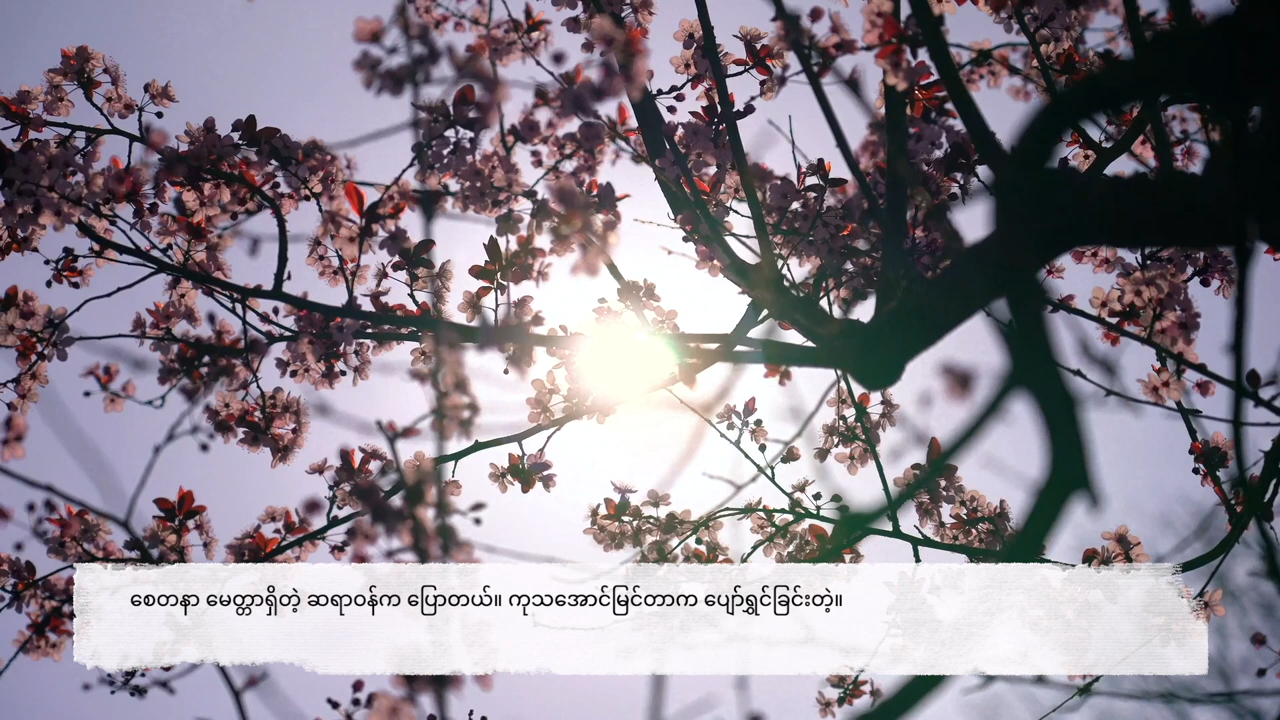 စေတနာ မေတ္တာရှိတဲ့ ဆရာဝန်က ပြောတယ်။ ကုသအောင်မြင်တာက ပျော်ရွှင်ခြင်းတဲ့။